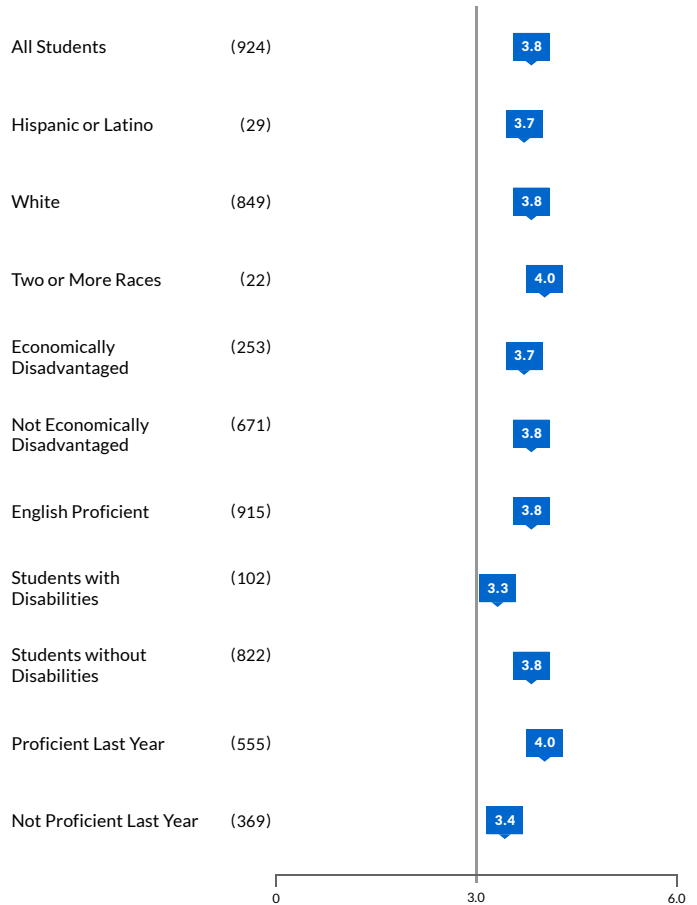 All Students (924) 3.8
Hispanic or Latino (29) 3.7
White (849) 3.8
Two or More Races (22) 4.0
Economically (253) 3.7
Disadvantaged
Not Economically (671) 3.8
Disadvantaged
English Proficient (915) 3.8
Students with (102) 3.3
Disabilities
Students without (822) 3.8
Disabilities
Proficient Last Year (555) 4.0
Not Proficient Last Year (369) 3.4
0 3.0 6.0